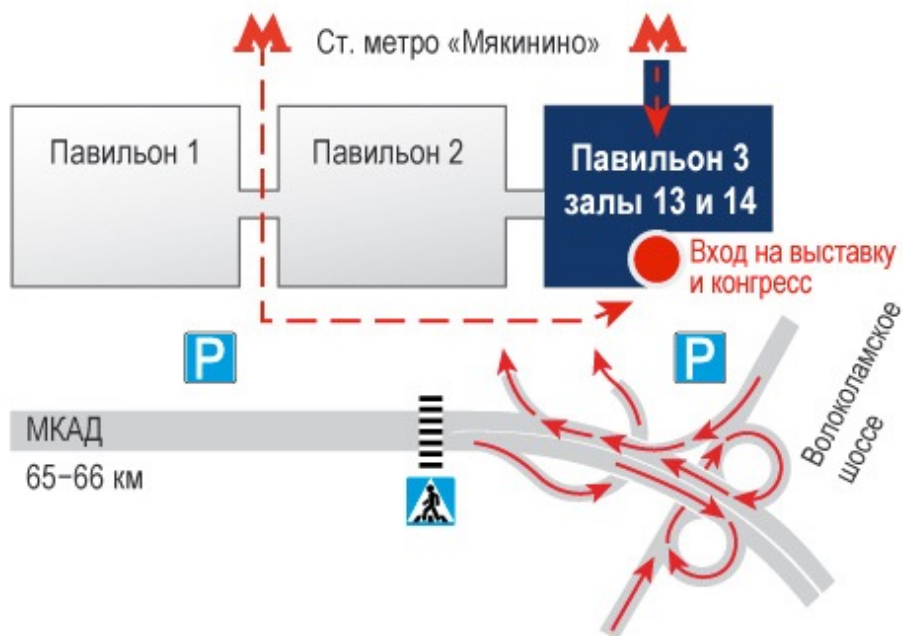 Ст. метро «Мякинино»
Павильон 1
Павильон 2
Павильон 3
залы 13 и 14
Вход на выставку
и конгресс
P
P
Волоколамское
шоссе
МКАД
65–66 км